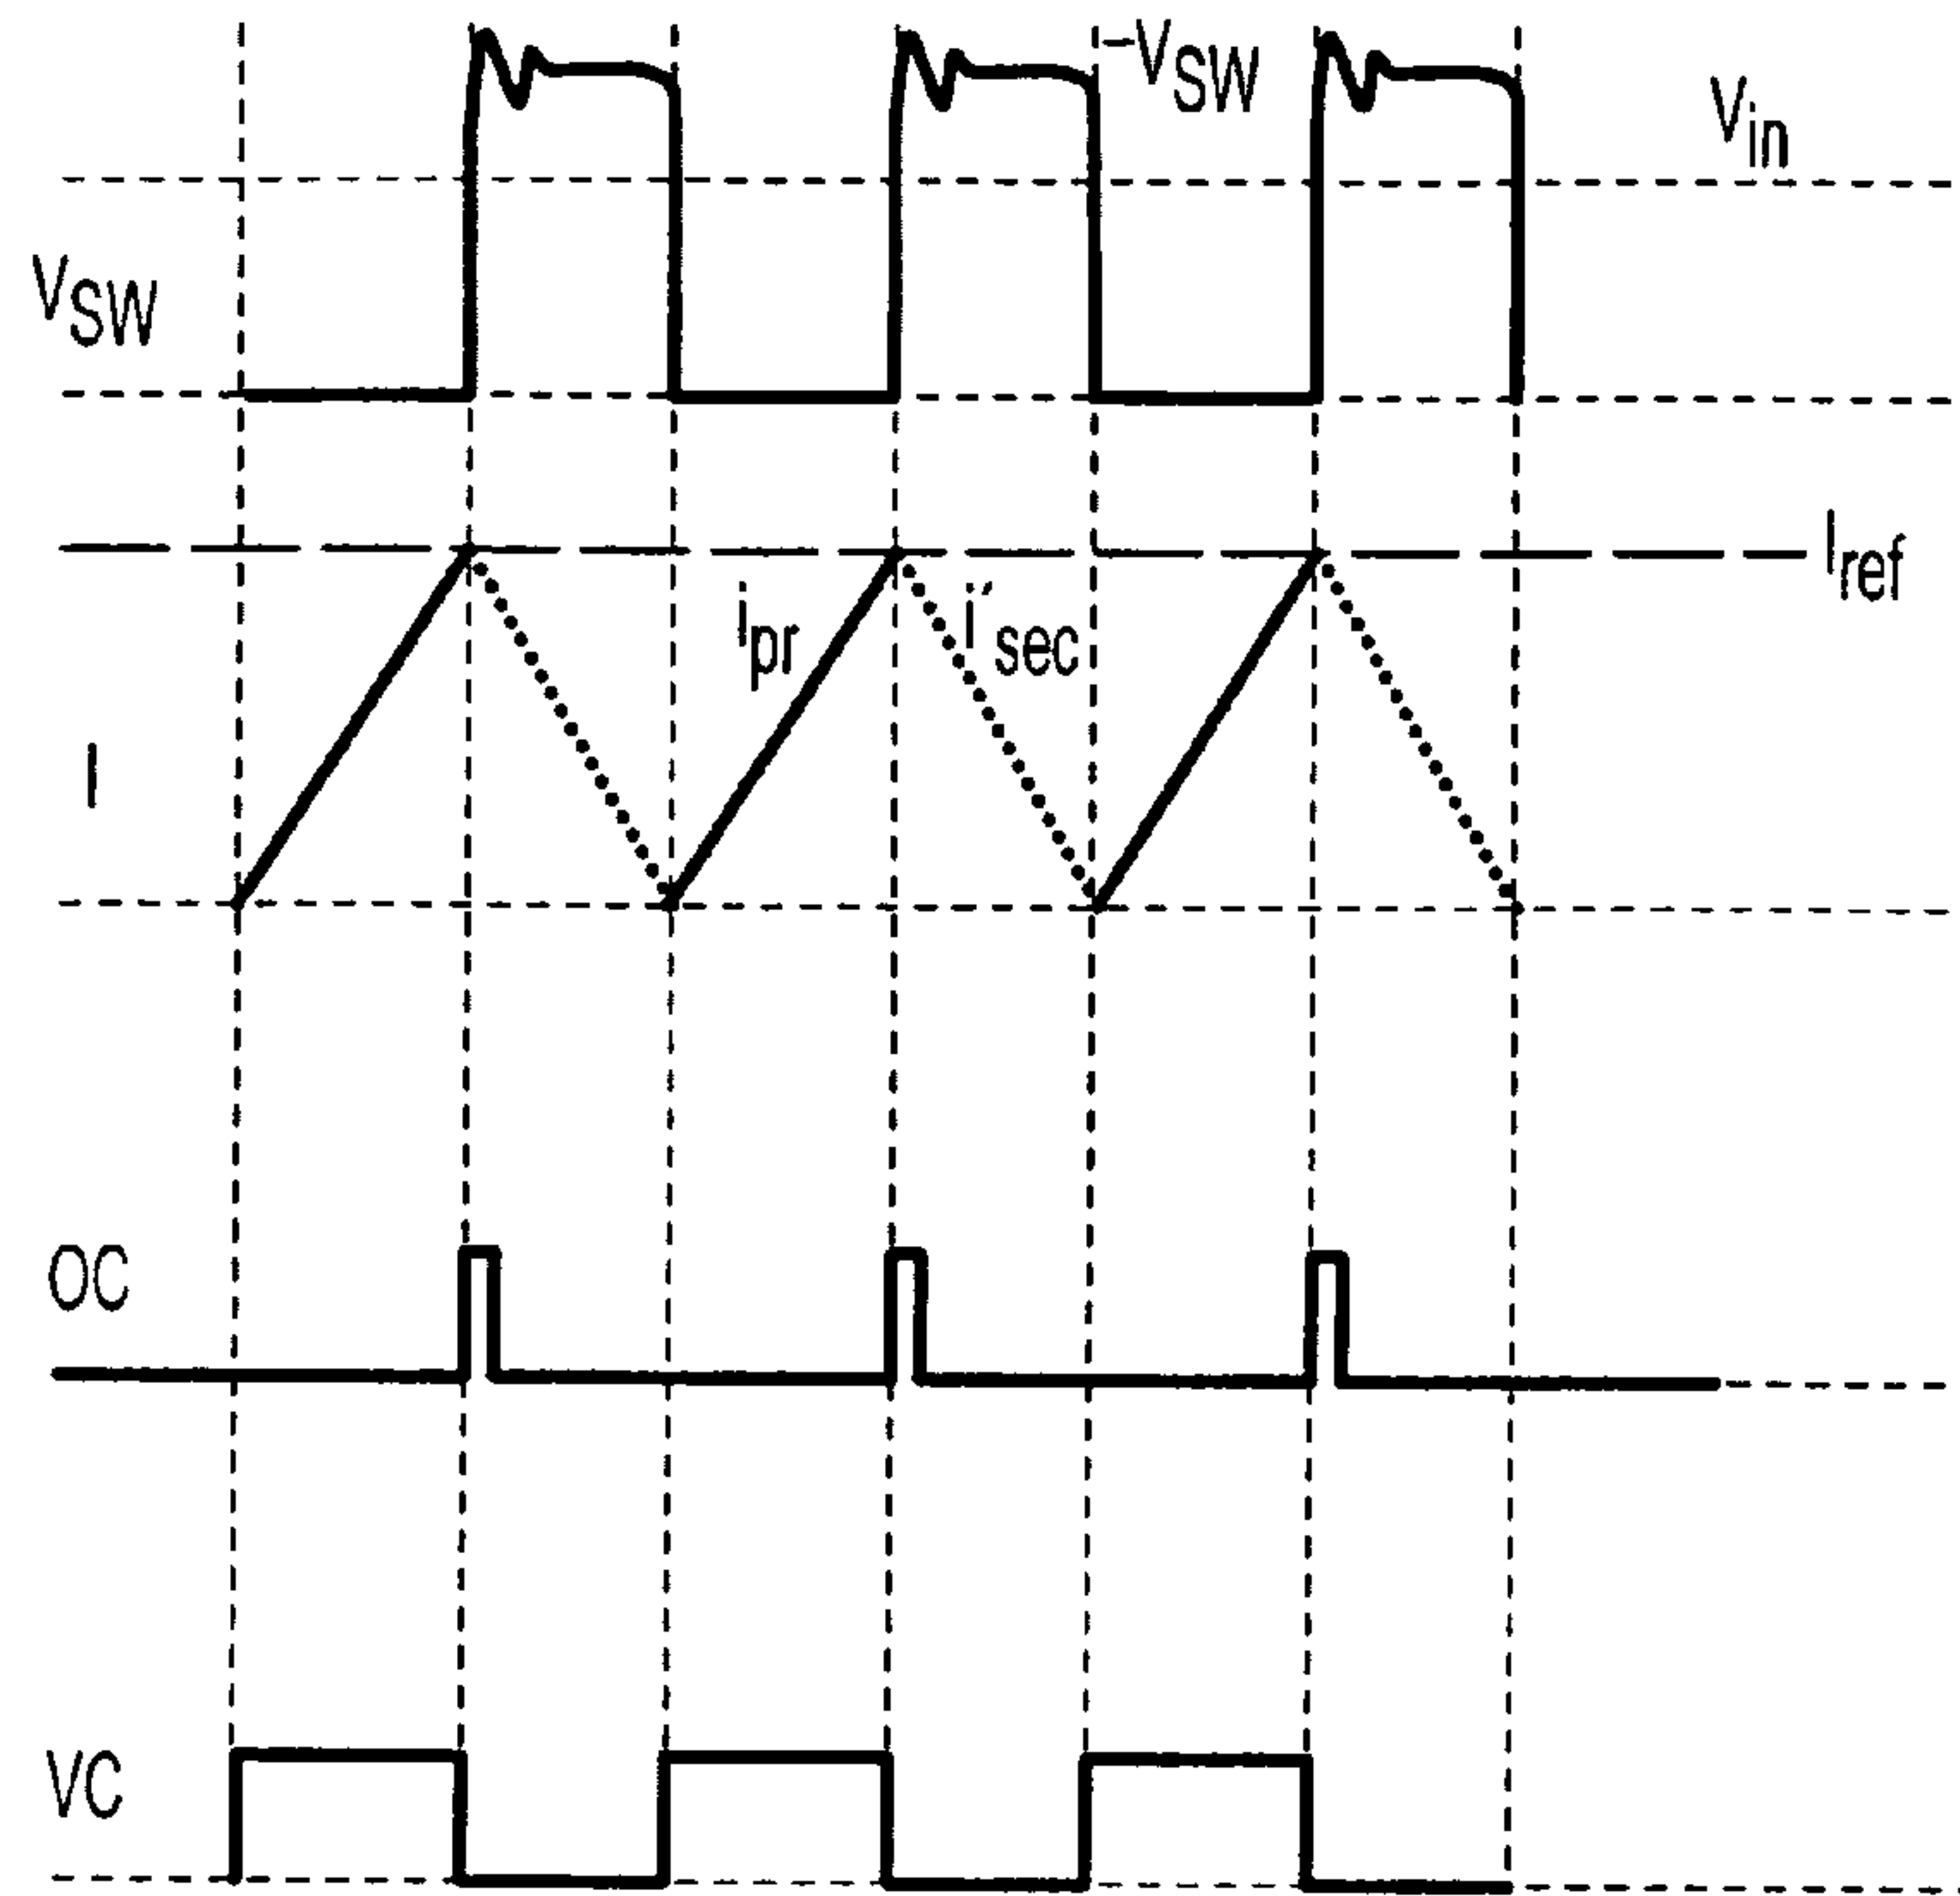 –VSW
Vin
VSW
Iref
ipr
i´sec
I
OC
VC